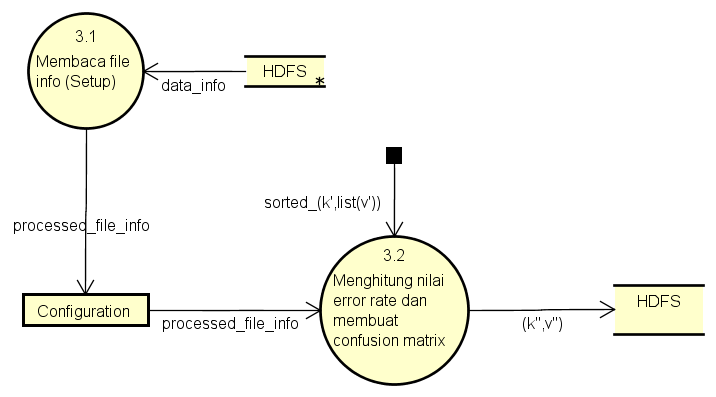 3.1
Membaca file
info (Setup)
HDFS
*
data_info
processed_file_info
sorted_(k',list(v'))
3.2
Menghitung nilai
error rate dan
membuat
confusion matrix
Configuration
processed_file_info
(k'',v'')
HDFS